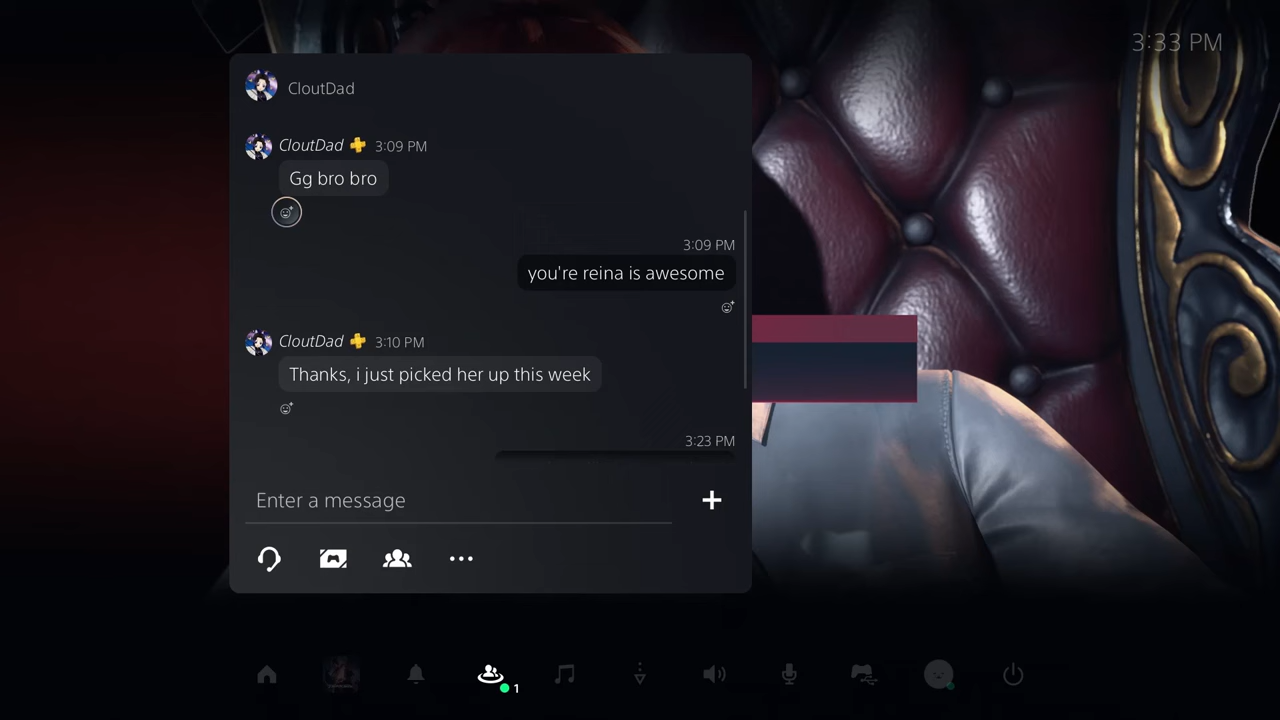 3:33 PM
CloutDad
CloutDad 3:09 PM
Gg bro bro
3:09 PM
you're reina is awesome
CloutDad 3:10 PM
Thanks, i just picked her up this week
3:23 PM
Enter a message
1